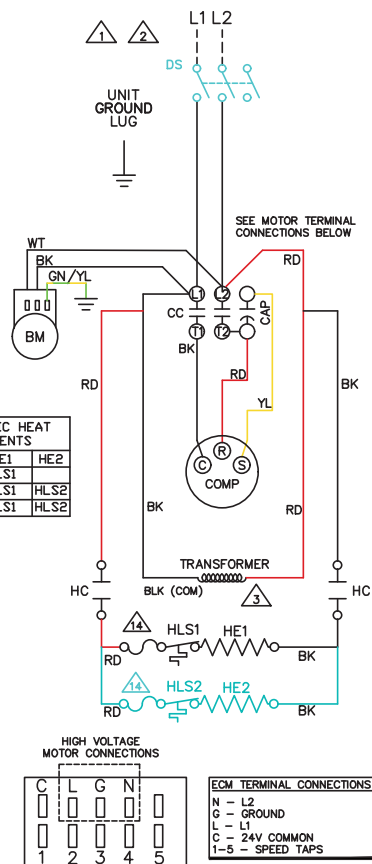 L1 L2
1
2
DS
UNIT
GROUND
LUG
SEE MOTOR TERMINAL
CONNECTIONS BELOW
WT
BK
GN/YL
RD
BM
L1
L2
CC
CAP
T1
T2
BK
RD
YL
RD
BK
R
C
S
COMP
HEAT
HE2
HLS2
HLS2
BK
RD
TRANSFORMER
BLK (COM)
3
HC
HC
14
HLS1
HE1
RD
BK
14
HLS2
HE2
RD
BK
HIGH VOLTAGE
MOTOR CONNECTIONS
C L G N
1 2 3 4 5
ECM TERMINAL CONNECTIONS
N - L2
G - GROUND
L - L1
C - 24V COMMON
1-5 - SPEED TAPS